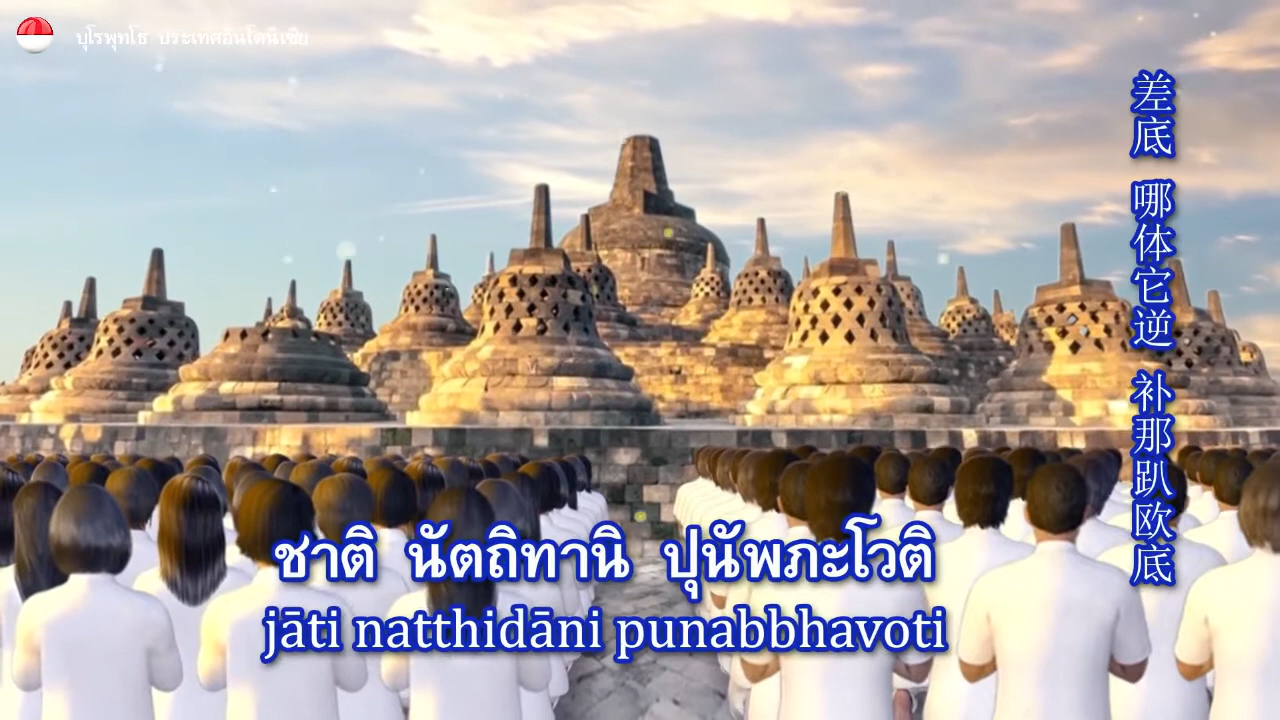 บุโรพุทโธ ประเทศอินโดนีเซีย
差底 哪体它逆 补那趴欧底
ชาติ นัตถิทานิ ปุนัพภะโวติ
jāti natthidāni punabbhavoti